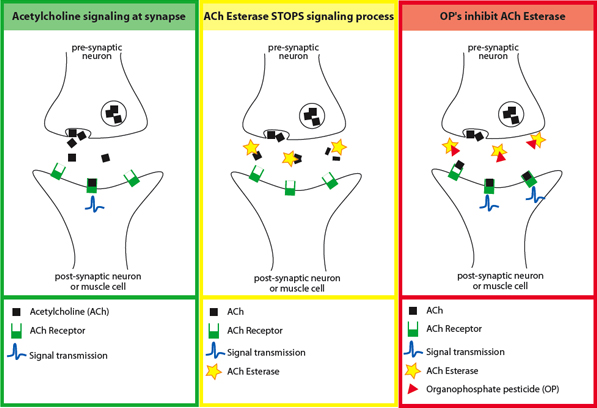 Acetylcholine signaling at synapse
pre-synaptic
neuron
post-synaptic neuron
or muscle cell
Acetylcholine (ACh)
ACh Receptor
Signal transmission
ACh Esterase STOPS signaling process
pre-synaptic
neuron
post-synaptic neuron
or muscle cell
ACh
ACh Receptor
Signal transmission
ACh Esterase
OP's inhibit ACh Esterase
pre-synaptic
neuron
post-synaptic neuron
or muscle cell
ACh
ACh Receptor
Signal transmission
ACh Esterase
Organophosphate pesticide (OP)